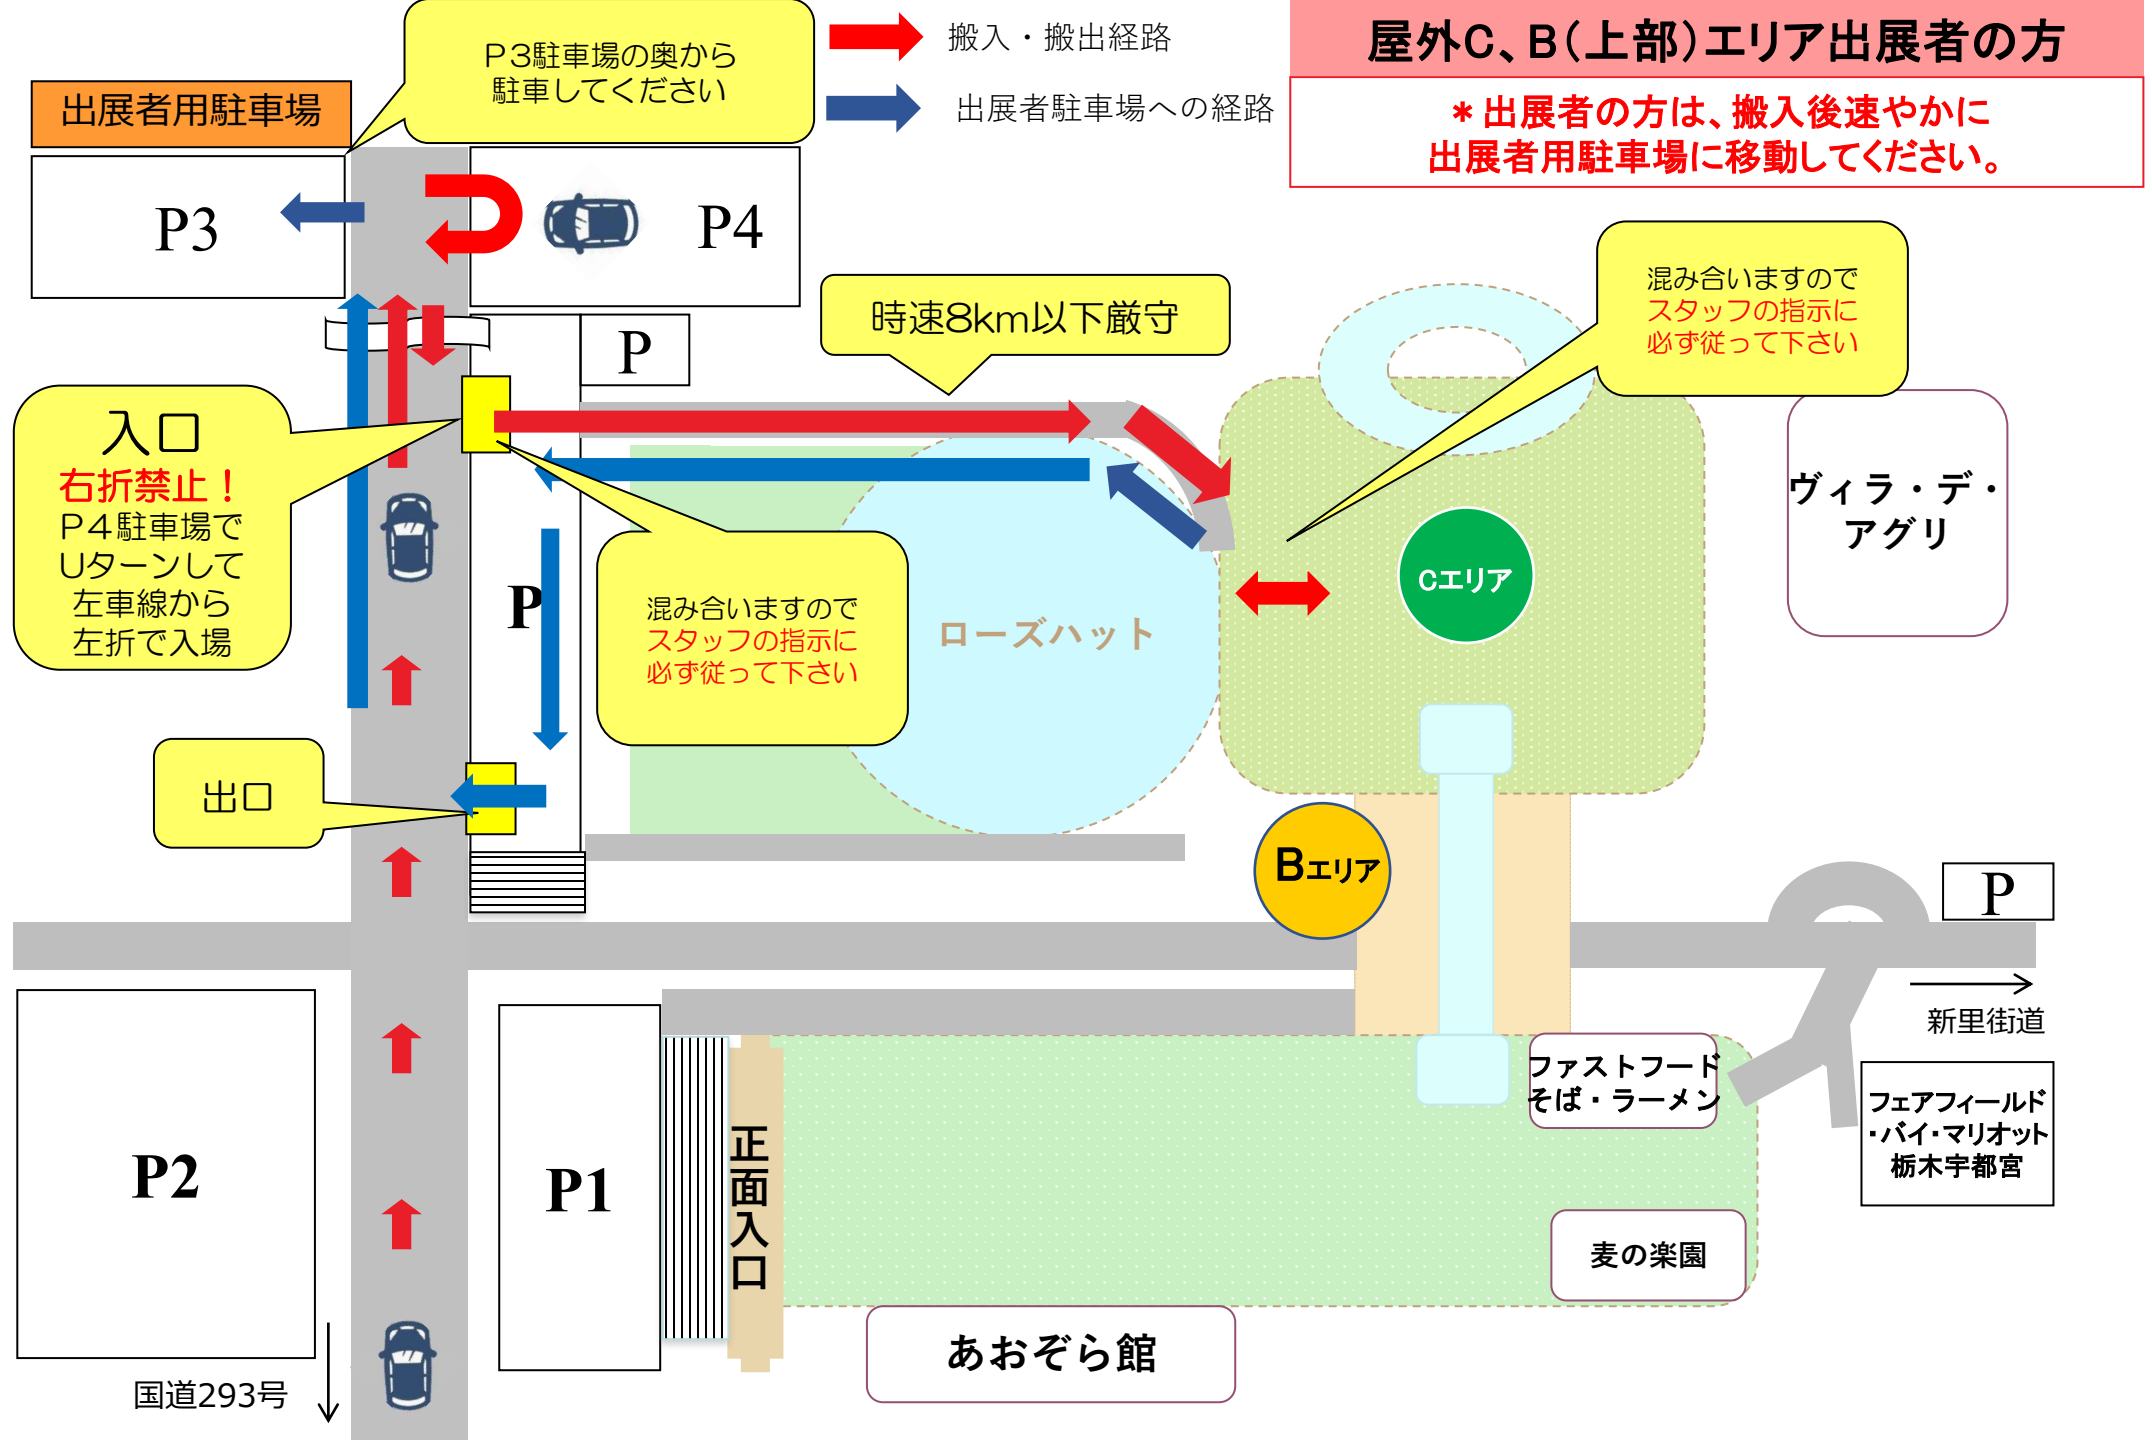 P3駐車場の奥から
駐車してください
搬入・搬出経路
出展者駐車場への経路
屋外C、B(上部)エリア出展者の方
*出展者の方は、搬入後速やかに
出展者用駐車場に移動してください。
出展者用駐車場
P3
P4
P
時速8km以下厳守
混み合いますので
スタッフの指示に
必ず従って下さい
入口
右折禁止!
P4駐車場で
Uターンして
左車線から
左折で入場
ヴィラ・デ・
アグリ
Cエリア
P
混み合いますので
スタッフの指示に
必ず従って下さい
ローズハット
出口
Bエリア
P
新里街道
ファストフード
そば・ラーメン
フェアフィールド
・バイ・マリオット
栃木宇都宮
P2
P1
正面入口
麦の楽園
あおぞら館
国道293号